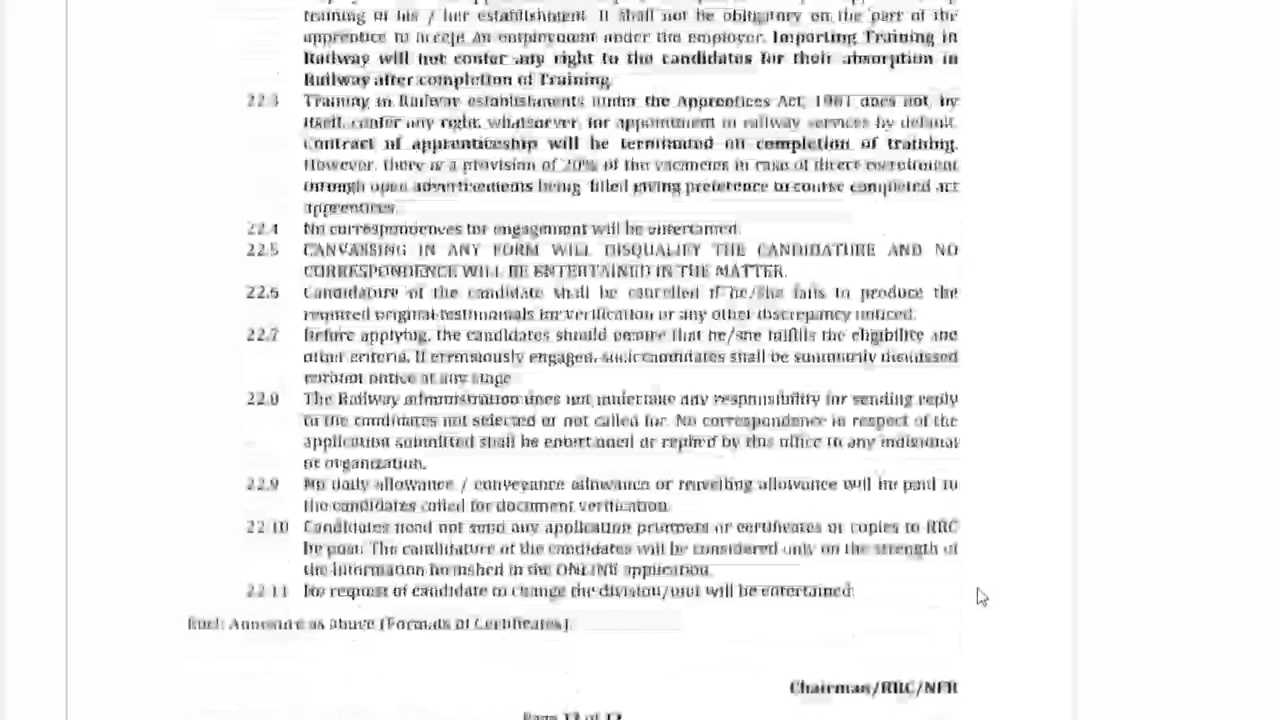 training of his / her establishment. It shall not be obligatory on the part of the
apprentice to accept an employment under the employer. Importing Training in
Railway will not confer any right to the candidates for their absorption in
Railway after completion of Training.
22.3 Training in Railway establishments under the Apprentices Act, 1961 does not, by
itself, confer any right, whatsoever, for appointment in railway services by default.
Contract of apprenticeship will be terminated on completion of training.
However, there is a provision of 20% of the vacancies in case of direct recruitment
through open advertisements being filled giving preference to course completed act
apprentices.
22.4 No correspondences for engagement will be entertained.
22.5 CANVASSING IN ANY FORM WILL DISQUALIFY THE CANDIDATURE AND NO
CORRESPONDENCE WILL BE ENTERTAINED IN THE MATTER.
22.6 Candidature of the candidate shall be cancelled if he/she fails to produce the
required original testimonials for verification or any other discrepancy noticed.
22.7 Before applying, the candidates should ensure that he/she fulfills the eligibility and
other criteria. If erroneously engaged, such candidates shall be summarily dismissed
without notice at any stage
22.8 The Railway administration does not undertake any responsibility for sending reply
to the candidates not selected or not called for. No correspondence in respect of the
application submitted shall be entertained or replied by this office to any individual
or organization.
22.9 No daily allowance / conveyance allowance or travelling allowance will be paid to
the candidates called for document verification.
22.10 Candidates need not send any application printouts or certificates or copies to RRC
be post. The candidature of the candidates will be considered only on the strength of
the information furnished in the ONLINE application.
22.11 No request of candidate to change the division/unit will be entertained.
Encl: Annexure as above (Formats of Certificates).
Chairman/RRC/NFR
Page of